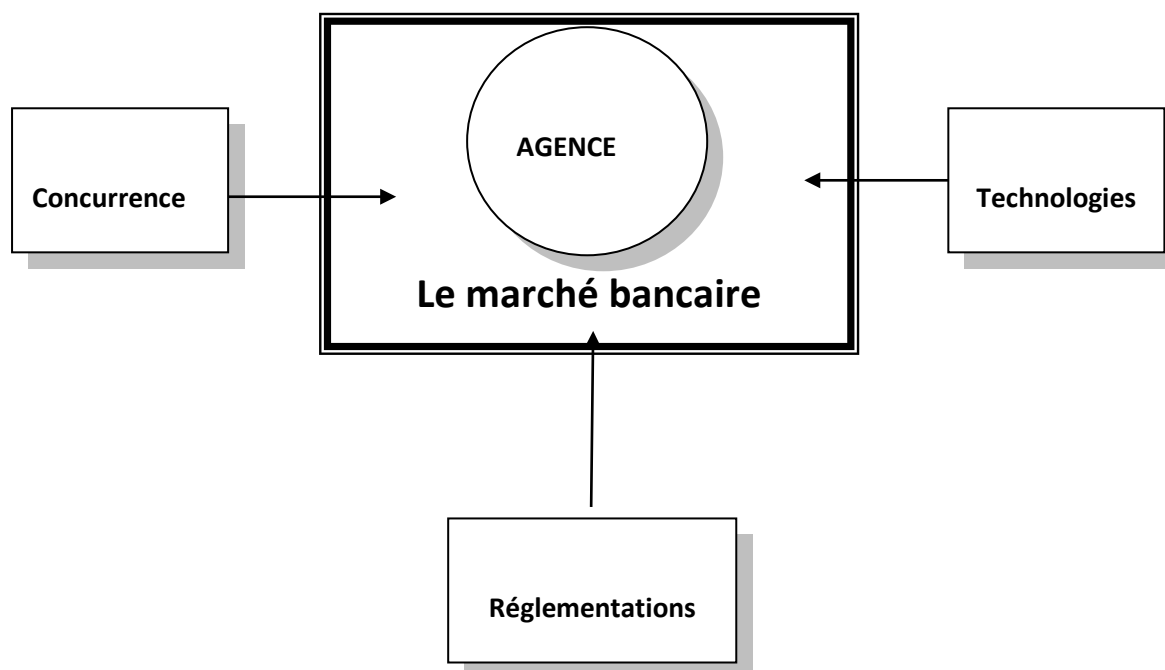 AGENCE
Concurrence
Technologies
Le marché bancaire
Réglementations